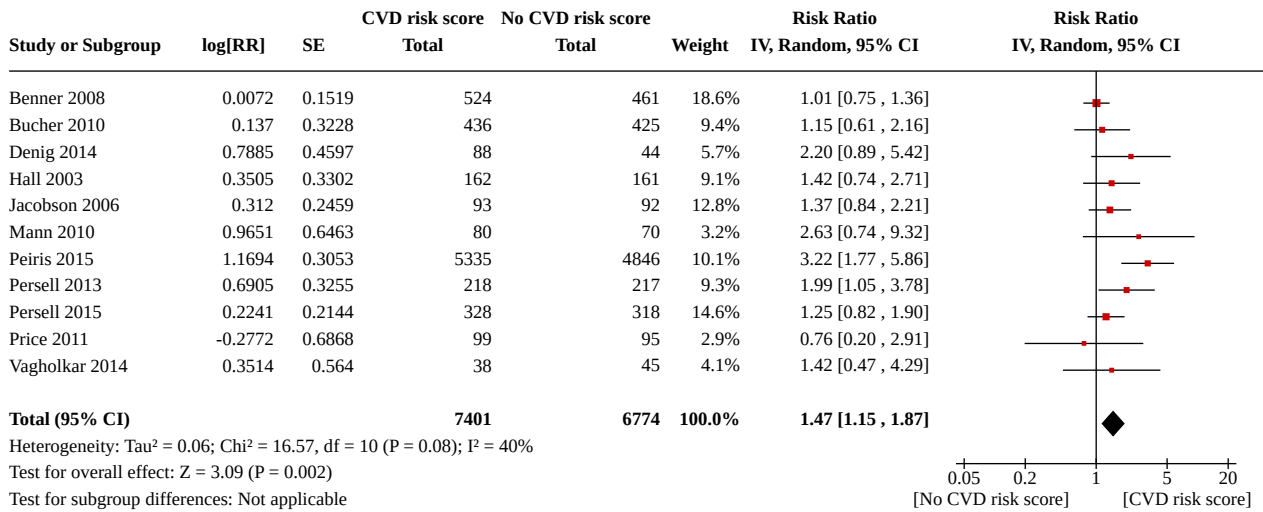 CVD risk score No CVD risk score Risk Ratio Risk Ratio
Study or Subgroup log[RR] SE Total Total Weight IV, Random, 95% CI IV, Random, 95% CI
Benner 2008 0.0072 0.1519 524 461 18.6% 1.01 [0.75 , 1.36]
Bucher 2010 0.137 0.3228 436 425 9.4% 1.15 [0.61 , 2.16]
Denig 2014 0.7885 0.4597 88 44 5.7% 2.20 [0.89 , 5.42]
Hall 2003 0.3505 0.3302 162 161 9.1% 1.42 [0.74 , 2.71]
Jacobson 2006 0.312 0.2459 93 92 12.8% 1.37 [0.84 , 2.21]
Mann 2010 0.9651 0.6463 80 70 3.2% 2.63 [0.74 , 9.32]
Peiris 2015 1.1694 0.3053 5335 4846 10.1% 3.22 [1.77 , 5.86]
Persell 2013 0.6905 0.3255 218 217 9.3% 1.99 [1.05 , 3.78]
Persell 2015 0.2241 0.2144 328 318 14.6% 1.25 [0.82 , 1.90]
Price 2011 -0.2772 0.6868 99 95 2.9% 0.76 [0.20 , 2.91]
Vagholkar 2014 0.3514 0.564 38 45 4.1% 1.42 [0.47 , 4.29]
Total (95% CI) 7401 6774 100.0% 1.47 [1.15 , 1.87]
Heterogeneity: Tau² = 0.06; Chi² = 16.57, df = 10 (P = 0.08); I² = 40%
Test for overall effect: Z = 3.09 (P = 0.002)
0.05 0.2 1 5 20
Test for subgroup differences: Not applicable [No CVD risk score] [CVD risk score]